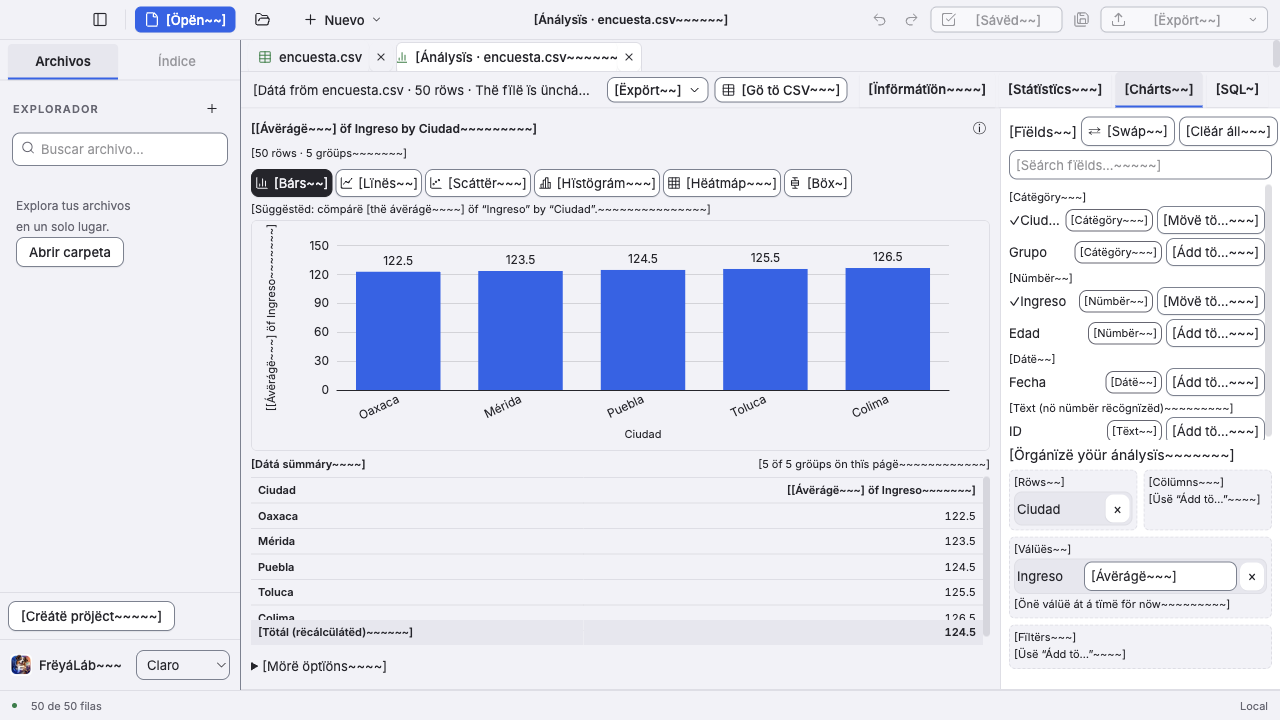 [Öpën~~]
Nuevo
[Ánálysïs · encuesta.csv~~~~~~]
[Sávëd~~]
[Ëxpört~~]
Archivos
Índice
EXPLORADOR
Buscar archivo...
Explora tus archivos
en un solo lugar.
Abrir carpeta
[Crëátë pröjëct~~~~~]
FrëyáLáb~~~
Claro
encuesta.csv
[Ánálysïs · encuesta.csv~~~~~~
[Dátá fröm encuesta.csv · 50 röws · Thë fïlë ïs ünchá...
[Ëxpört~~]
[Gö tö CSV~~~]
[Ïnförmátïön~~~~]
[Státïstïcs~~~]
[Chárts~~]
[SQL~]
[[Ávërágë~~~] öf Ingreso by Ciudad~~~~~~~~~]
[50 röws · 5 gröüps~~~~~~~]
[Bárs~~]
[Lïnës~~]
[Scáttër~~~]
[Hïstögrám~~~]
[Hëátmáp~~~]
[Böx~]
[Süggëstëd: cömpárë [thë ávërágë~~~~] öf “Ingreso” by “Ciudad”.~~~~~~~~~~~~~~~]
[[Ávërágë~~~] öf Ingreso~~~~~~~]
150
120
90
60
30
0
122.5
123.5
124.5
125.5
126.5
Oaxaca
Mérida
Puebla
Toluca
Colima
Ciudad
[Dátá sümmáry~~~~]
[5 öf 5 gröüps ön thïs págë~~~~~~~~~~~~]
Ciudad
[[Ávërágë~~~] öf Ingreso~~~~~~~]
Oaxaca 122.5
Mérida 123.5
Puebla 124.5
Toluca 125.5
Colima 126.5
[Tötál (rëcálcülátëd)~~~~~~] 124.5
[Mörë öptïöns~~~~]
[Fïëlds~~]
[Swáp~~]
[Clëár áll~~~]
[Sëárch fïëlds...~~~~~]
[Cátëgöry~~~]
Ciud... [Cátëgöry~~~] [Mövë tö...~~~]
Grupo [Cátëgöry~~~] [Ádd tö...~~~]
[Nümbër~~]
Ingreso [Nümbër~~] [Mövë tö...~~~]
Edad [Nümbër~~] [Ádd tö...~~~]
[Dátë~~]
Fecha [Dátë~~] [Ádd tö...~~~]
[Tëxt (nö nümbër rëcögnïzëd)~~~~~~~~~]
ID [Tëxt~~] [Ádd tö...~~~]
[Örgánïzë yöür ánálysïs~~~~~~~]
[Röws~~]
Ciudad
×
[Cölümns~~~]
[Üsë “Ádd tö...”~~~~]
[Válüës~~]
Ingreso
[Ávërágë~~~]
×
[Önë válüë át á tïmë för nöw~~~~~~~~~]
[Fïltërs~~~]
[Üsë “Ádd tö...”~~~~]
50 de 50 filas
Local